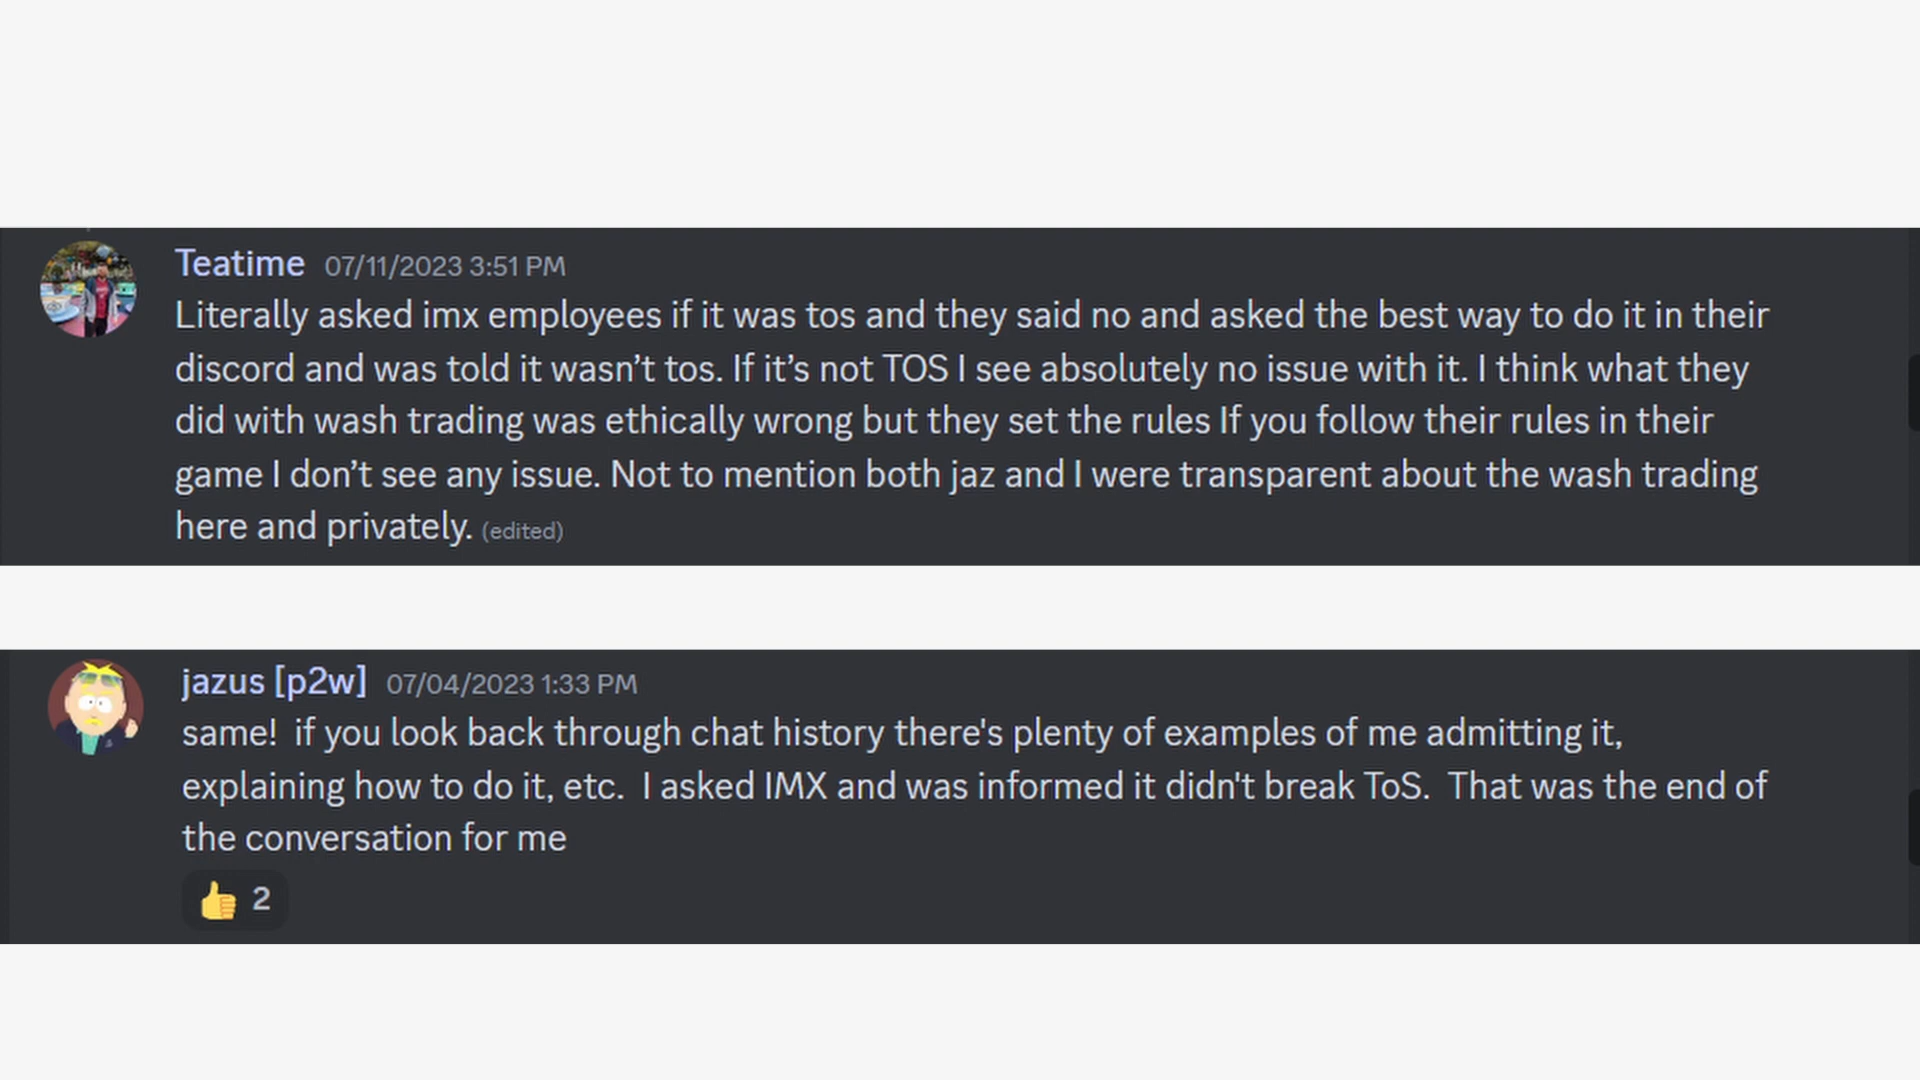 Teatime 07/11/2023 3:51 PM
Literally asked imx employees if it was tos and they said no and asked the best way to do it in their
discord and was told it wasn’t tos. If it’s not TOS I see absolutely no issue with it. I think what they
did with wash trading was ethically wrong but they set the rules If you follow their rules in their
game I don’t see any issue. Not to mention both jaz and I were transparent about the wash trading
here and privately. (edited)
jazus [p2w] 07/04/2023 1:33 PM
same!  if you look back through chat history there's plenty of examples of me admitting it,
explaining how to do it, etc.  I asked IMX and was informed it didn't break ToS.  That was the end of
the conversation for me
👍 2